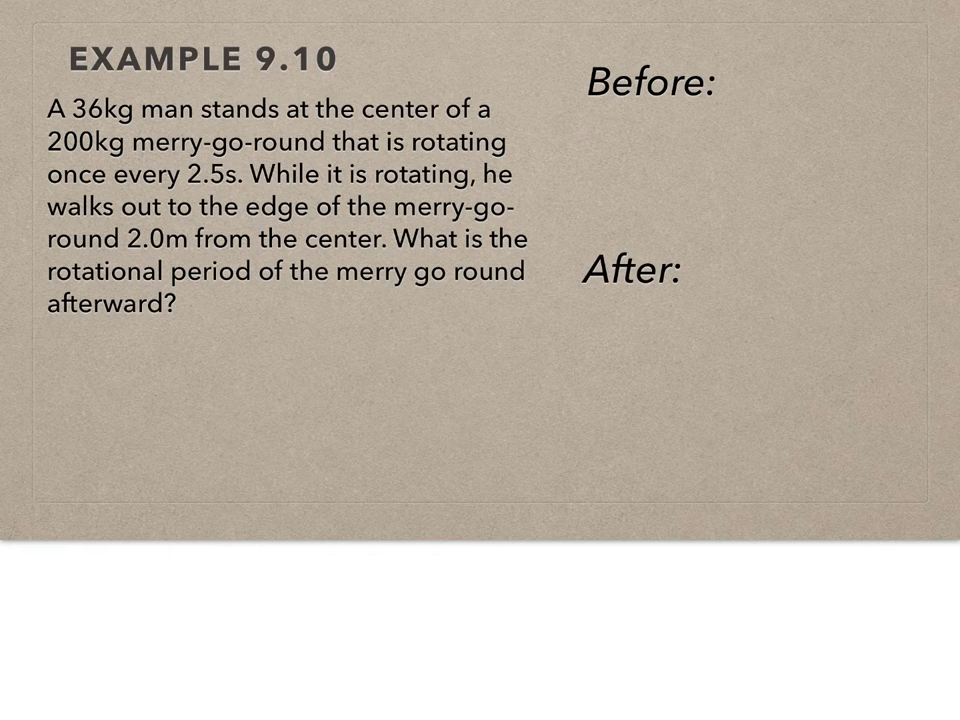 EXAMPLE 9.10
A 36kg man stands at the center of a
200kg merry-go-round that is rotating
once every 2.5s. While it is rotating, he
walks out to the edge of the merry-go-
round 2.0m from the center. What is the
rotational period of the merry go round
afterward?
Before:
After: